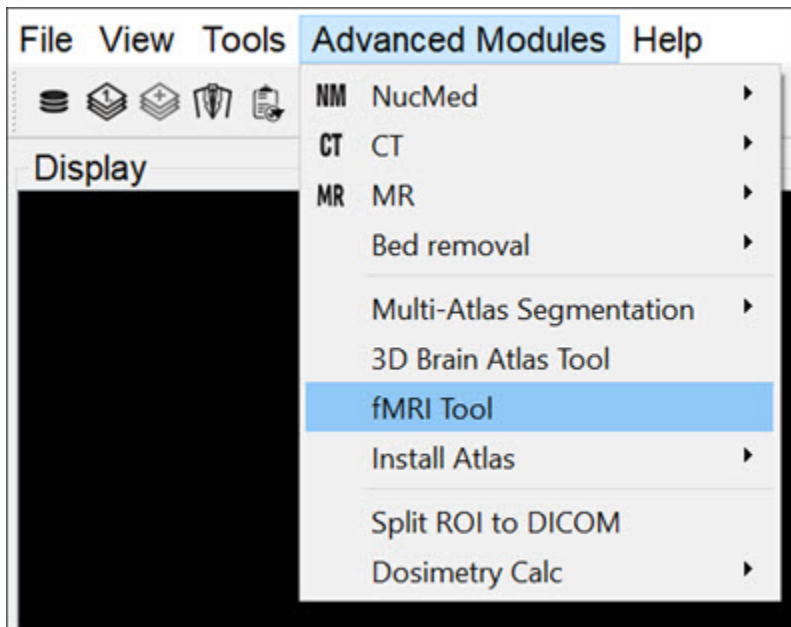 File View Tools Advanced Modules Help
1 +
Display
NM NucMed
CT CT
MR MR
Bed removal
Multi-Atlas Segmentation
3D Brain Atlas Tool
fMRI Tool
Install Atlas
Split ROI to DICOM
Dosimetry Calc